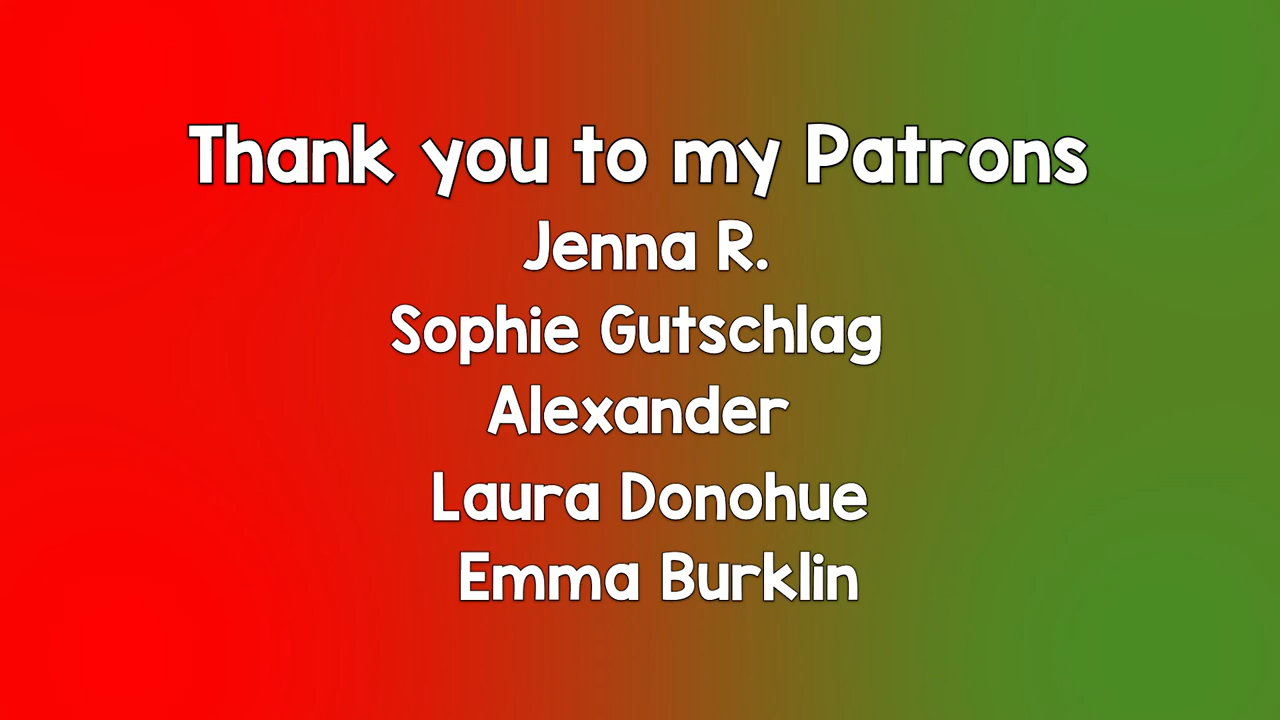 Thank you to my Patrons
Jenna R.
Sophie Gutschlag
Alexander
Laura Donohue
Emma Burklin